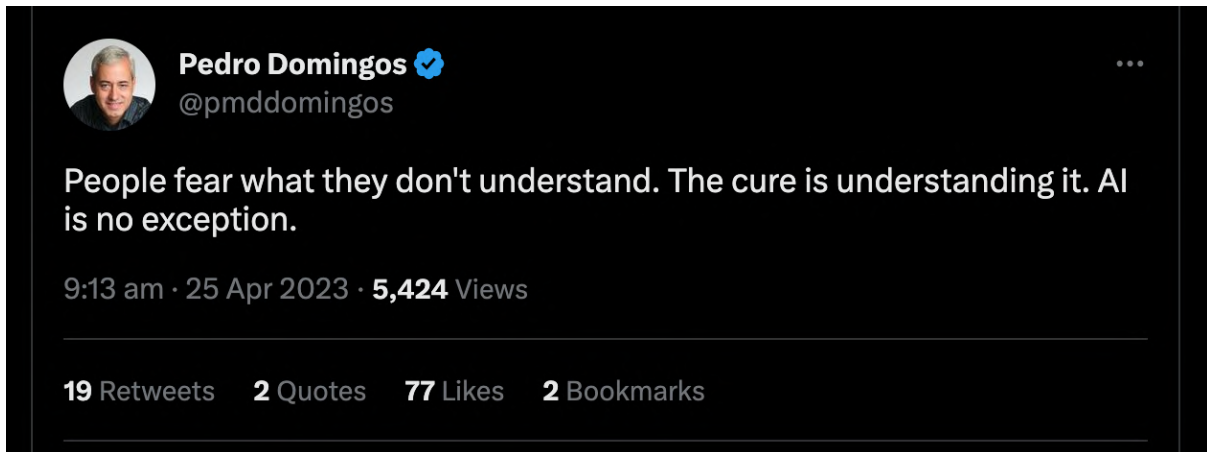 Pedro Domingos
@pmddomingos
People fear what they don't understand. The cure is understanding it. AI
is no exception.
9:13 am · 25 Apr 2023 · 5,424 Views
19 Retweets 2 Quotes 77 Likes 2 Bookmarks